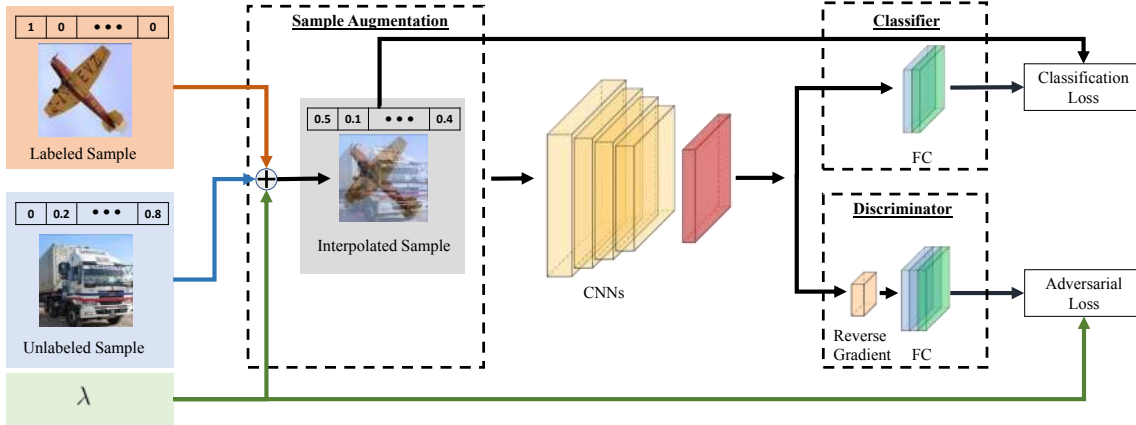 1 0 ••• 0
Labeled Sample
0 0.2 ••• 0.8
Unlabeled Sample
λ
Sample Augmentation
0.5 0.1 ••• 0.4
Interpolated Sample
CNNs
Classifier
FC
Classification
Loss
Discriminator
Reverse
Gradient
FC
Adversarial
Loss